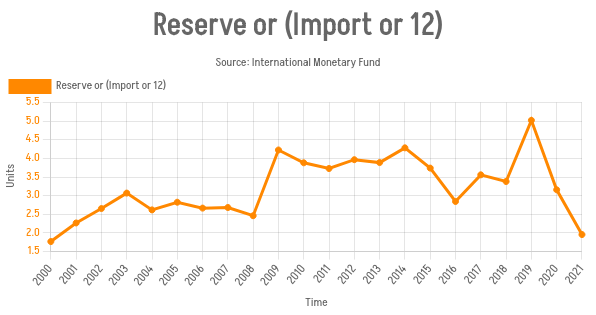 Reserve or (Import or 12)
Source: International Monetary Fund
Reserve or (Import or 12)
5.5
5.0
4.5
4.0
3.5
3.0
2.5
2.0
1.5
Units
2000 2001 2002 2003 2004 2005 2006 2007 2008 2009 2010 2011 2012 2013 2014 2015 2016 2017 2018 2019 2020 2021
Time